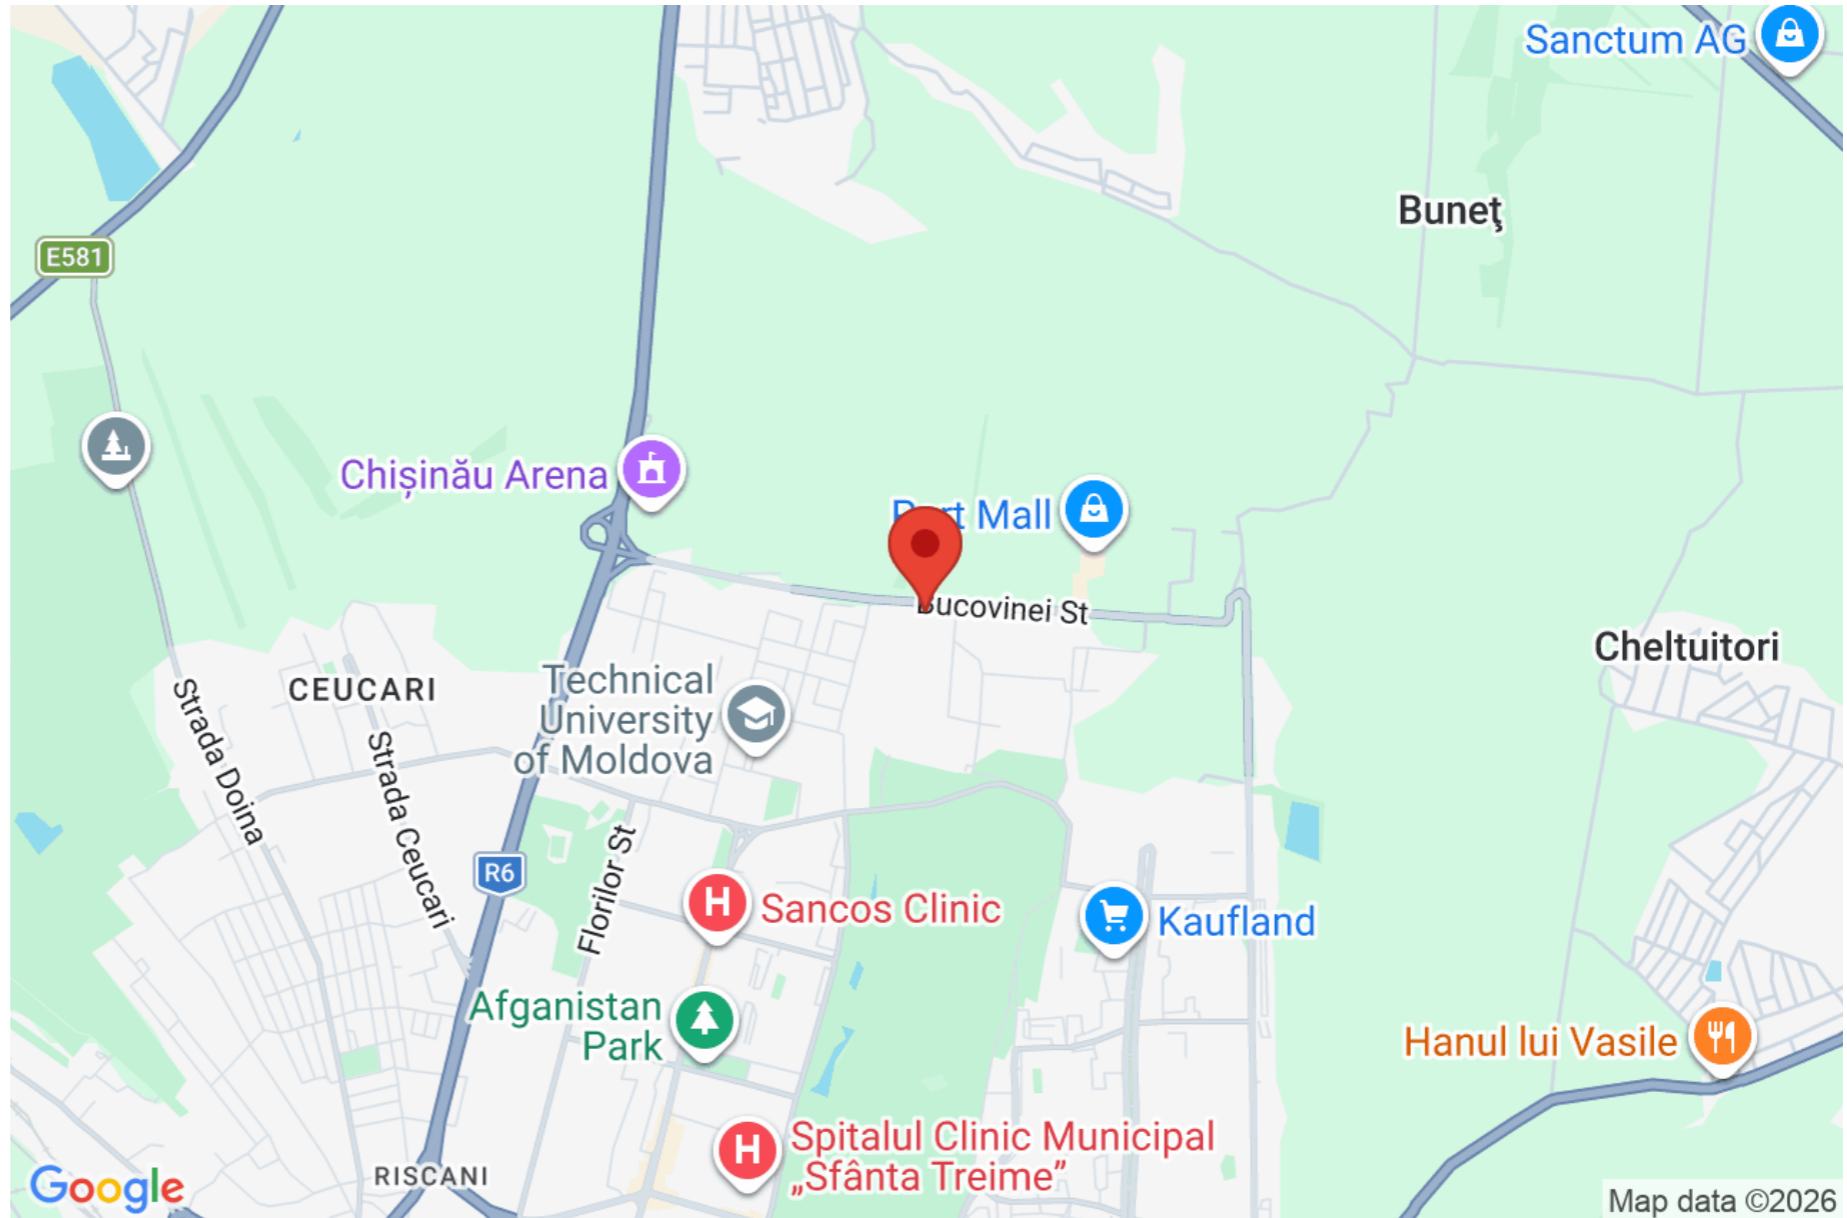 Sanctum AG
Buneţ
E581
Chișinău Arena
Mall
Bucovinei St
Cheltuitori
CEUCARI
Technical
University
of Moldova
Strada Doina
Strada Ceucari
Florilor St
R6
H
Sancos Clinic
Kaufland
Afganistan
Park
Hanul lui Vasile
H
Spitalul Clinic Municipal
„Sfânta Treime”
RISCANI
Google
Map data ©2026